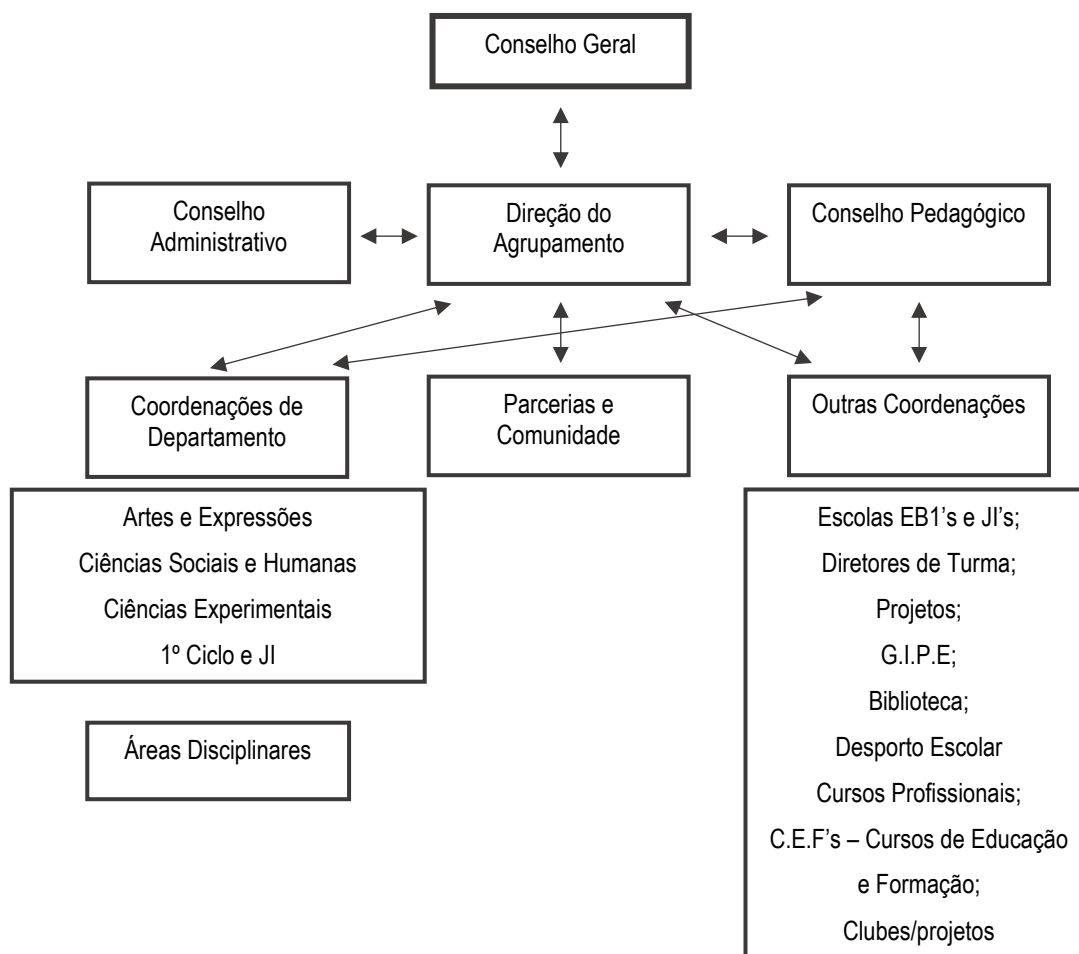 Conselho Geral
Conselho
Administrativo
Direção do
Agrupamento
Conselho Pedagógico
Coordenações de
Departamento
Parcerias e
Comunidade
Outras Coordenações
Artes e Expressões
Ciências Sociais e Humanas
Ciências Experimentais
1º Ciclo e JI
Áreas Disciplinares
Escolas EB1’s e JI’s;
Diretores de Turma;
Projetos;
G.I.P.E;
Biblioteca;
Desporto Escolar
Cursos Profissionais;
C.E.F’s – Cursos de Educação
e Formação;
Clubes/projetos